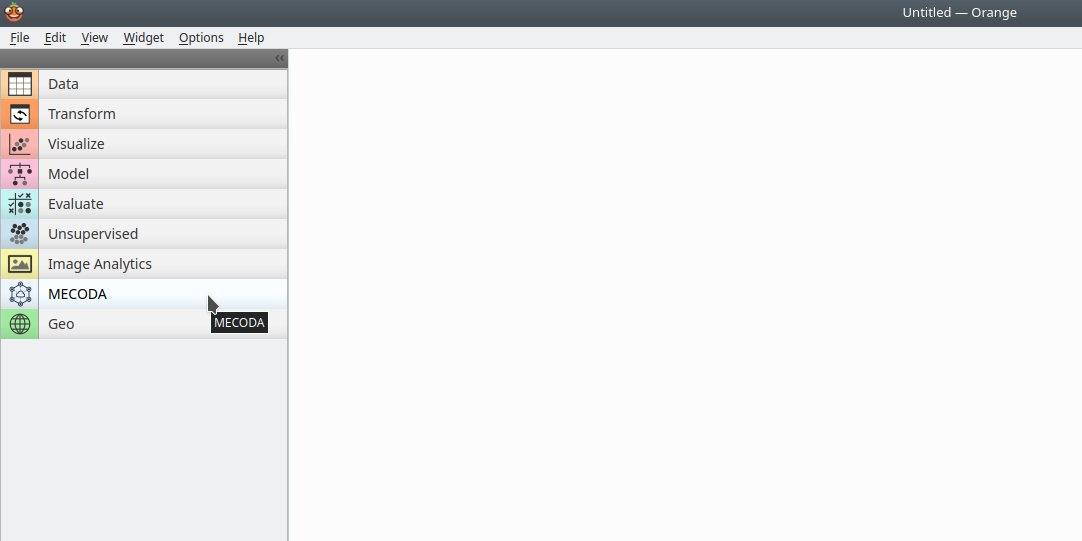 Untitled — Orange
File Edit View Widget Options Help
Data
Transform
Visualize
Model
Evaluate
Unsupervised
Image Analytics
MECODA
Geo
MECODA